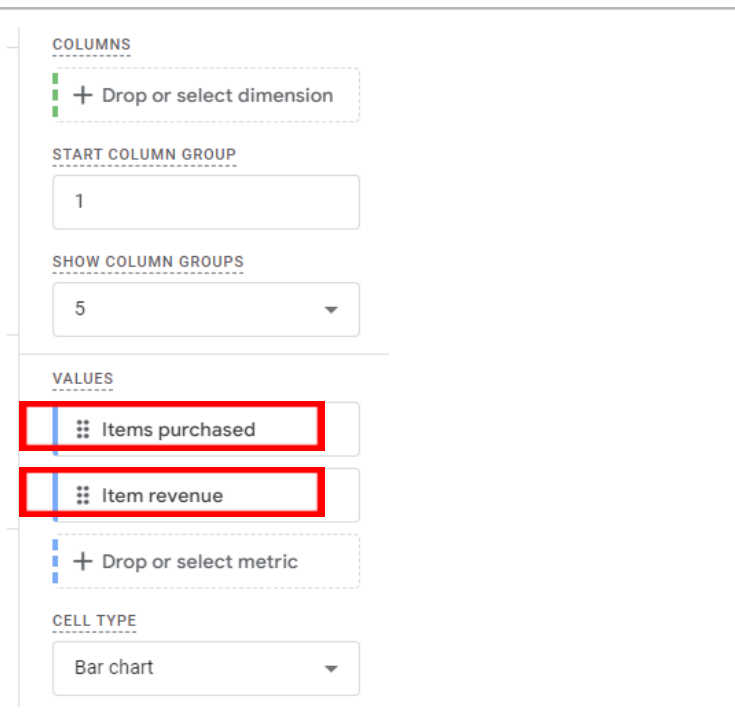 COLUMNS
Drop or select dimension
START COLUMN GROUP
1
SHOW COLUMN GROUPS
5
VALUES
Items purchased
Item revenue
Drop or select metric
CELL TYPE
Bar chart